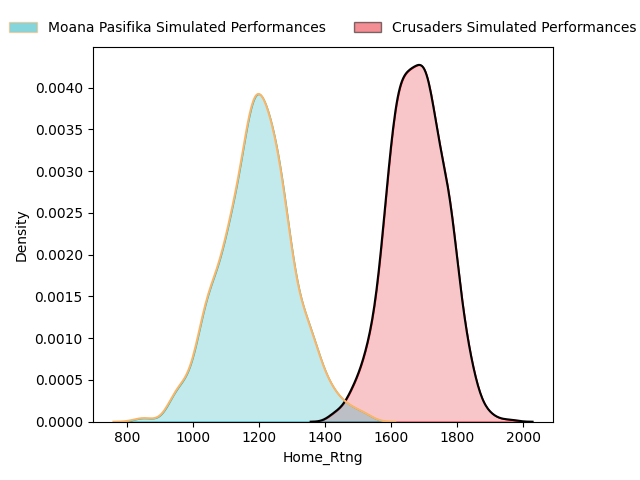 Moana Pasifika Simulated Performances Crusaders Simulated Performances
0.0040
0.0035
0.0030
0.0025
0.0020
0.0015
0.0010
0.0005
0.0000
Density
800 1000 1200 1400 1600 1800 2000
Home_Rtng